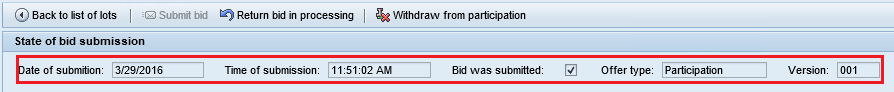 Back to list of lots Submit bid Return bid in processing Withdraw from participation
State of bid submission
Date of submition: 3/29/2016 Time of submission: 11:51:02 AM Bid was submitted: Offer type: Participation Version: 001